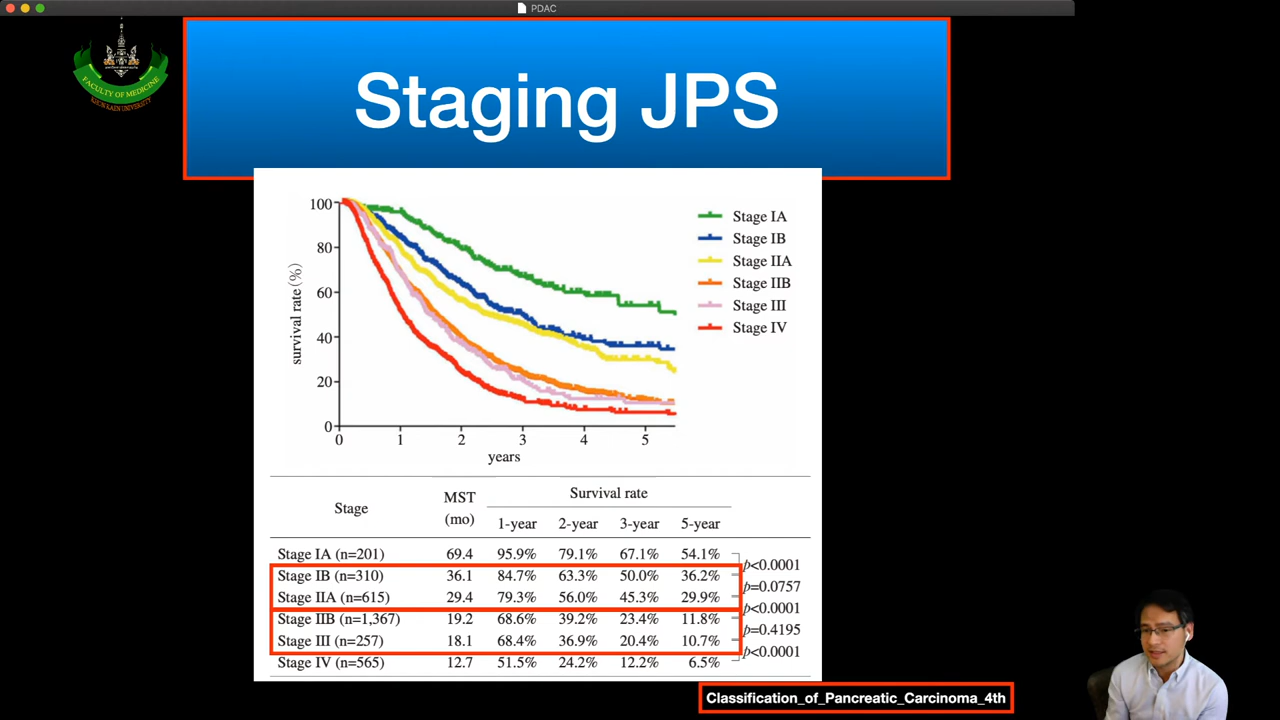 PDAC
FACULTY OF MEDICINE
KHON KAEN UNIVERSITY
Staging JPS
100
80
60
40
20
0
survival rate (%)
0 1 2 3 4 5
years
Stage IA
Stage IB
Stage IIA
Stage IIB
Stage III
Stage IV
Stage MST (mo) Survival rate
1-year 2-year 3-year 5-year
Stage IA (n=201) 69.4 95.9% 79.1% 67.1% 54.1%
p<0.0001
Stage IB (n=310) 36.1 84.7% 63.3% 50.0% 36.2%
p=0.0757
Stage IIA (n=615) 29.4 79.3% 56.0% 45.3% 29.9%
p<0.0001
Stage IIB (n=1,367) 19.2 68.6% 39.2% 23.4% 11.8%
p=0.4195
Stage III (n=257) 18.1 68.4% 36.9% 20.4% 10.7%
p<0.0001
Stage IV (n=565) 12.7 51.5% 24.2% 12.2% 6.5%
Classification_of_Pancreatic_Carcinoma_4th